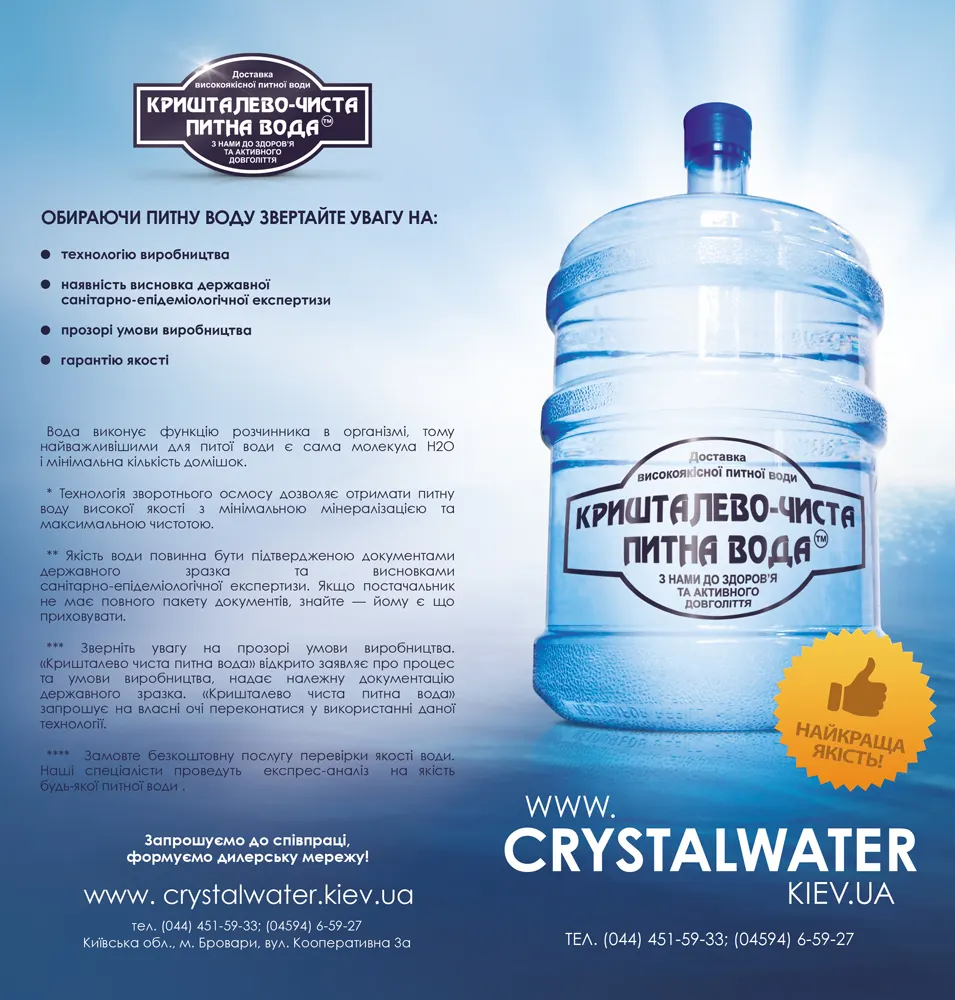 Доставка
високоякісної питної води
КРИШТАЛЕВО-ЧИСТА
ПИТНА ВОДА™
З НАМИ ДО ЗДОРОВ'Я
ТА АКТИВНОГО
ДОВГОЛІТТЯ
ОБИРАЮЧИ ПИТНУ ВОДУ ЗВЕРТАЙТЕ УВАГУ НА:
● технологію виробництва
● наявність висновка державної
санітарно-епідеміологічної експертизи
● прозорі умови виробництва
● гарантію якості
Вода виконує функцію розчинника в організмі, тому
найважливішими для питої води є сама молекула H2O
і мінімальна кількість домішок.
* Технологія зворотнього осмосу дозволяє отримати питну
воду високої якості з мінімальною мінералізацією та
максимальною чистотою.
** Якість води повинна бути підтвердженою документами
державного зразка та висновками
санітарно-епідеміологічної експертизи. Якщо постачальник
не має повного пакету документів, знайте — йому є що
приховувати.
*** Зверніть увагу на прозорі умови виробництва.
«Кришталево чиста питна вода» відкрито заявляє про процес
та умови виробництва, надає належну документацію
державного зразка. «Кришталево чиста питна вода»
запрошує на власні очі переконатися у використанні даної
технології.
**** Замовте безкоштовну послугу перевірки якості води.
Наші спеціалісти проведуть експрес-аналіз на якість
будь-якої питної води .
Запрошуємо до співпраці,
формуємо дилерську мережу!
www. crystalwater.kiev.ua
тел. (044) 451-59-33; (04594) 6-59-27
Київська обл., м. Бровари, вул. Кооперативна 3а
Доставка
високоякісної питної води
КРИШТАЛЕВО-ЧИСТА
ПИТНА ВОДА™
З НАМИ ДО ЗДОРОВ'Я
ТА АКТИВНОГО
ДОВГОЛІТТЯ
НАЙКРАЩА
ЯКІСТЬ!
WWW.
CRYSTALWATER
KIEV.UA
ТЕЛ. (044) 451-59-33; (04594) 6-59-27